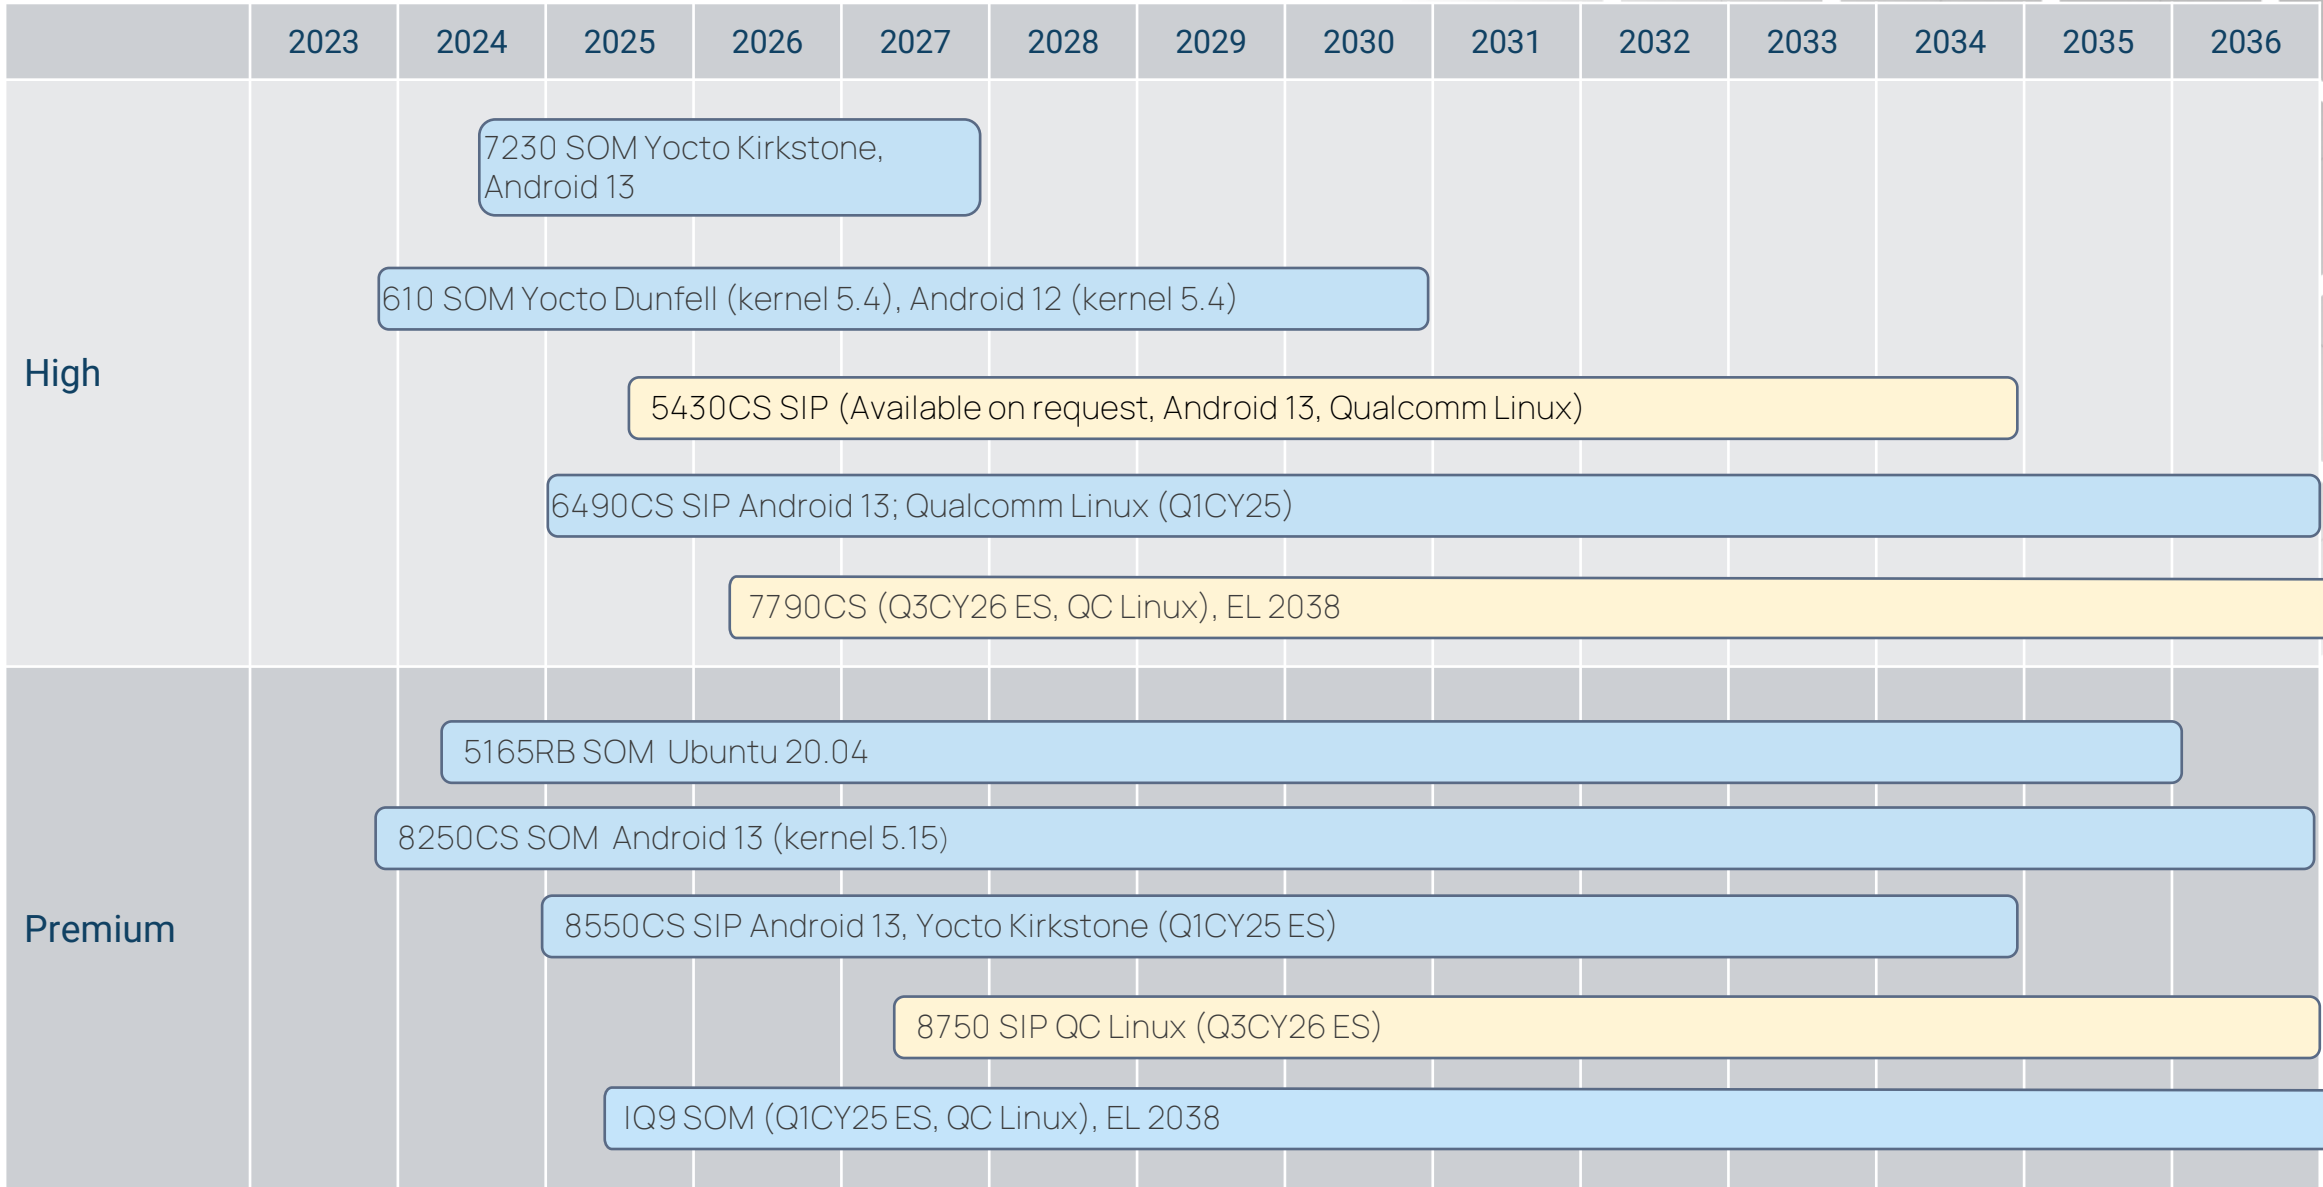 2023 2024 2025 2026 2027 2028 2029 2030 2031 2032 2033 2034 2035 2036
High
7230 SOM Yocto Kirkstone,
Android 13
610 SOM Yocto Dunfell (kernel 5.4), Android 12 (kernel 5.4)
5430CS SIP (Available on request, Android 13, Qualcomm Linux)
6490CS SIP Android 13; Qualcomm Linux (Q1CY25)
7790CS (Q3CY26 ES, QC Linux), EL 2038
Premium
5165RB SOM Ubuntu 20.04
8250CS SOM Android 13 (kernel 5.15)
8550CS SIP Android 13, Yocto Kirkstone (Q1CY25 ES)
8750 SIP QC Linux (Q3CY26 ES)
IQ9 SOM (Q1CY25 ES, QC Linux), EL 2038